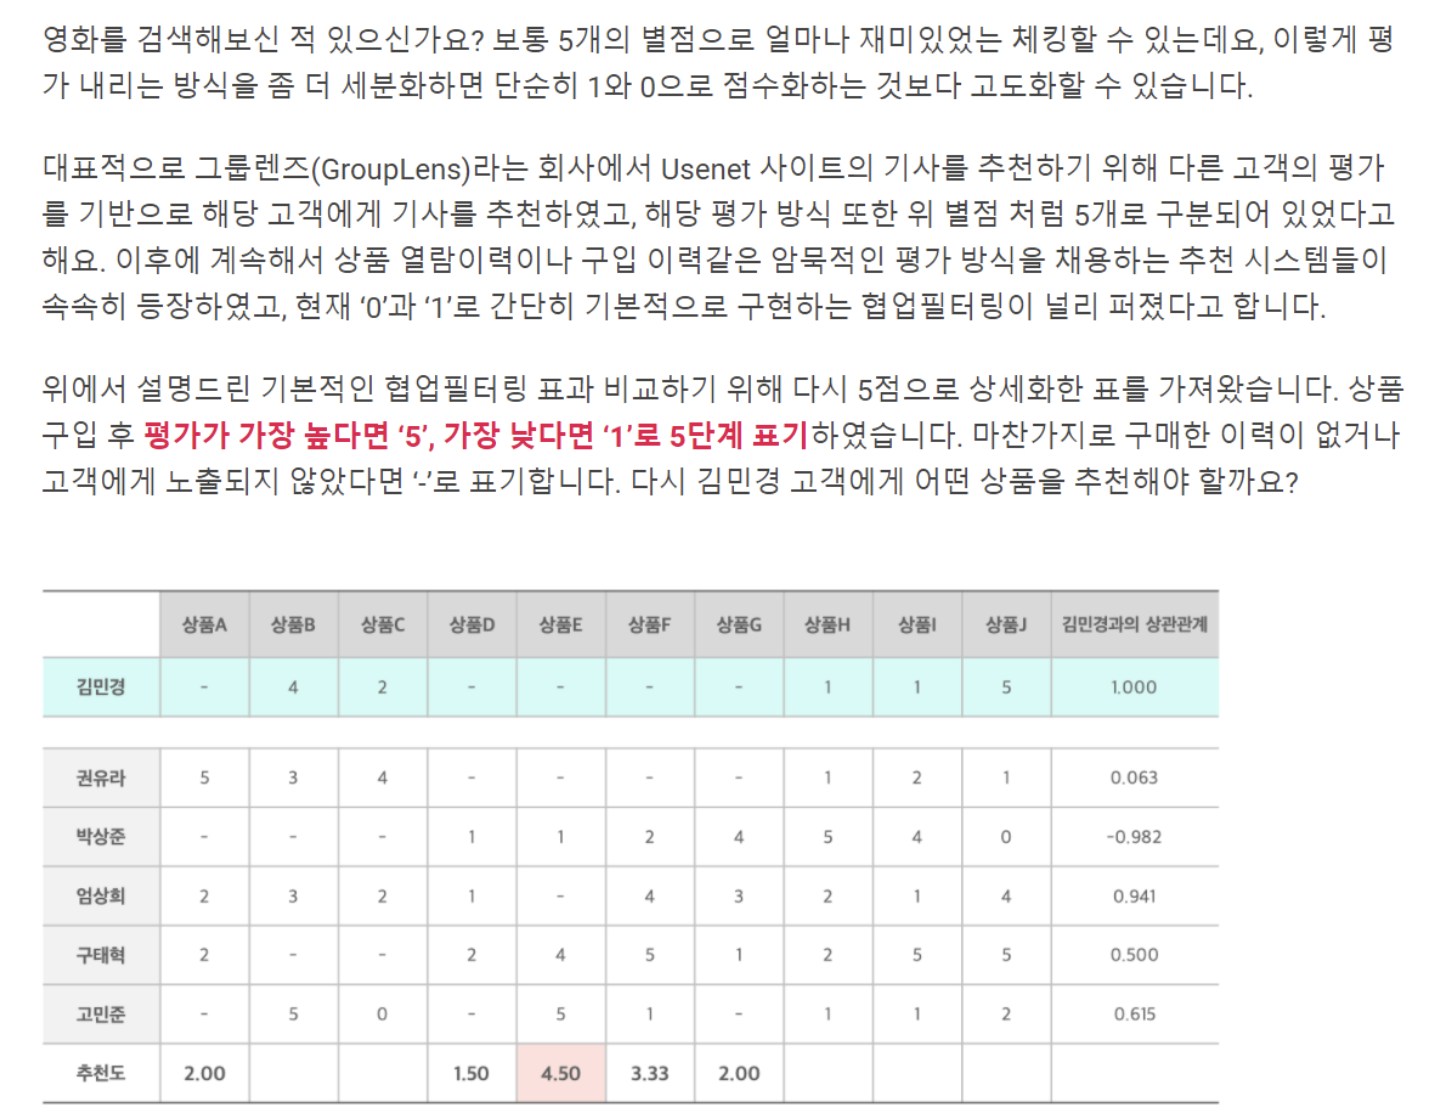 영화를 검색해보신 적 있으신가요? 보통 5개의 별점으로 얼마나 재미있었는 체킹할 수 있는데요, 이렇게 평
가 내리는 방식을 좀 더 세분화하면 단순히 1와 0으로 점수화하는 것보다 고도화할 수 있습니다.
대표적으로 그룹렌즈(GroupLens)라는 회사에서 Usenet 사이트의 기사를 추천하기 위해 다른 고객의 평가
를 기반으로 해당 고객에게 기사를 추천하였고, 해당 평가 방식 또한 위 별점 처럼 5개로 구분되어 있었다고
해요. 이후에 계속해서 상품 열람이력이나 구입 이력같은 암묵적인 평가 방식을 채용하는 추천 시스템들이
속속히 등장하였고, 현재 ‘0’과 ‘1’로 간단히 기본적으로 구현하는 협업필터링이 널리 퍼졌다고 합니다.
위에서 설명드린 기본적인 협업필터링 표과 비교하기 위해 다시 5점으로 상세화한 표를 가져왔습니다. 상품
구입 후 평가가 가장 높다면 ‘5’, 가장 낮다면 ‘1’로 5단계 표기하였습니다. 마찬가지로 구매한 이력이 없거나
고객에게 노출되지 않았다면 ‘-’로 표기합니다. 다시 김민경 고객에게 어떤 상품을 추천해야 할까요?
상품A 상품B 상품C 상품D 상품E 상품F 상품G 상품H 상품I 상품J 김민경과의 상관관계
김민경 - 4 2 - - - - 1 1 5 1.000
권유라 5 3 4 - - - - 1 2 1 0.063
박상준 - - - 1 1 2 4 5 4 0 -0.982
엄상희 2 3 2 1 - 4 3 2 1 4 0.941
구태혁 2 - - 2 4 5 1 2 5 5 0.500
고민준 - 5 0 - 5 1 - 1 1 2 0.615
추천도 2.00 1.50 4.50 3.33 2.00